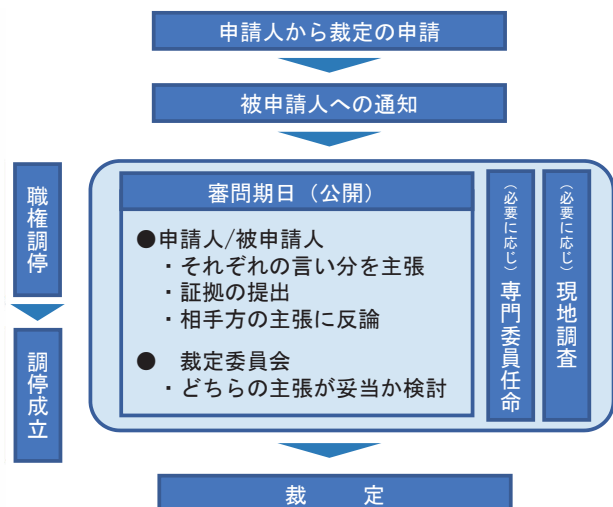 申請人から裁定の申請
被申請人への通知
職権調停
調停成立
審問期日（公開）
●申請人/被申請人
・それぞれの言い分を主張
・証拠の提出
・相手方の主張に反論
● 裁定委員会
・どちらの主張が妥当か検討
（必要に応じ）専門委員任命
（必要に応じ）現地調査
裁　定